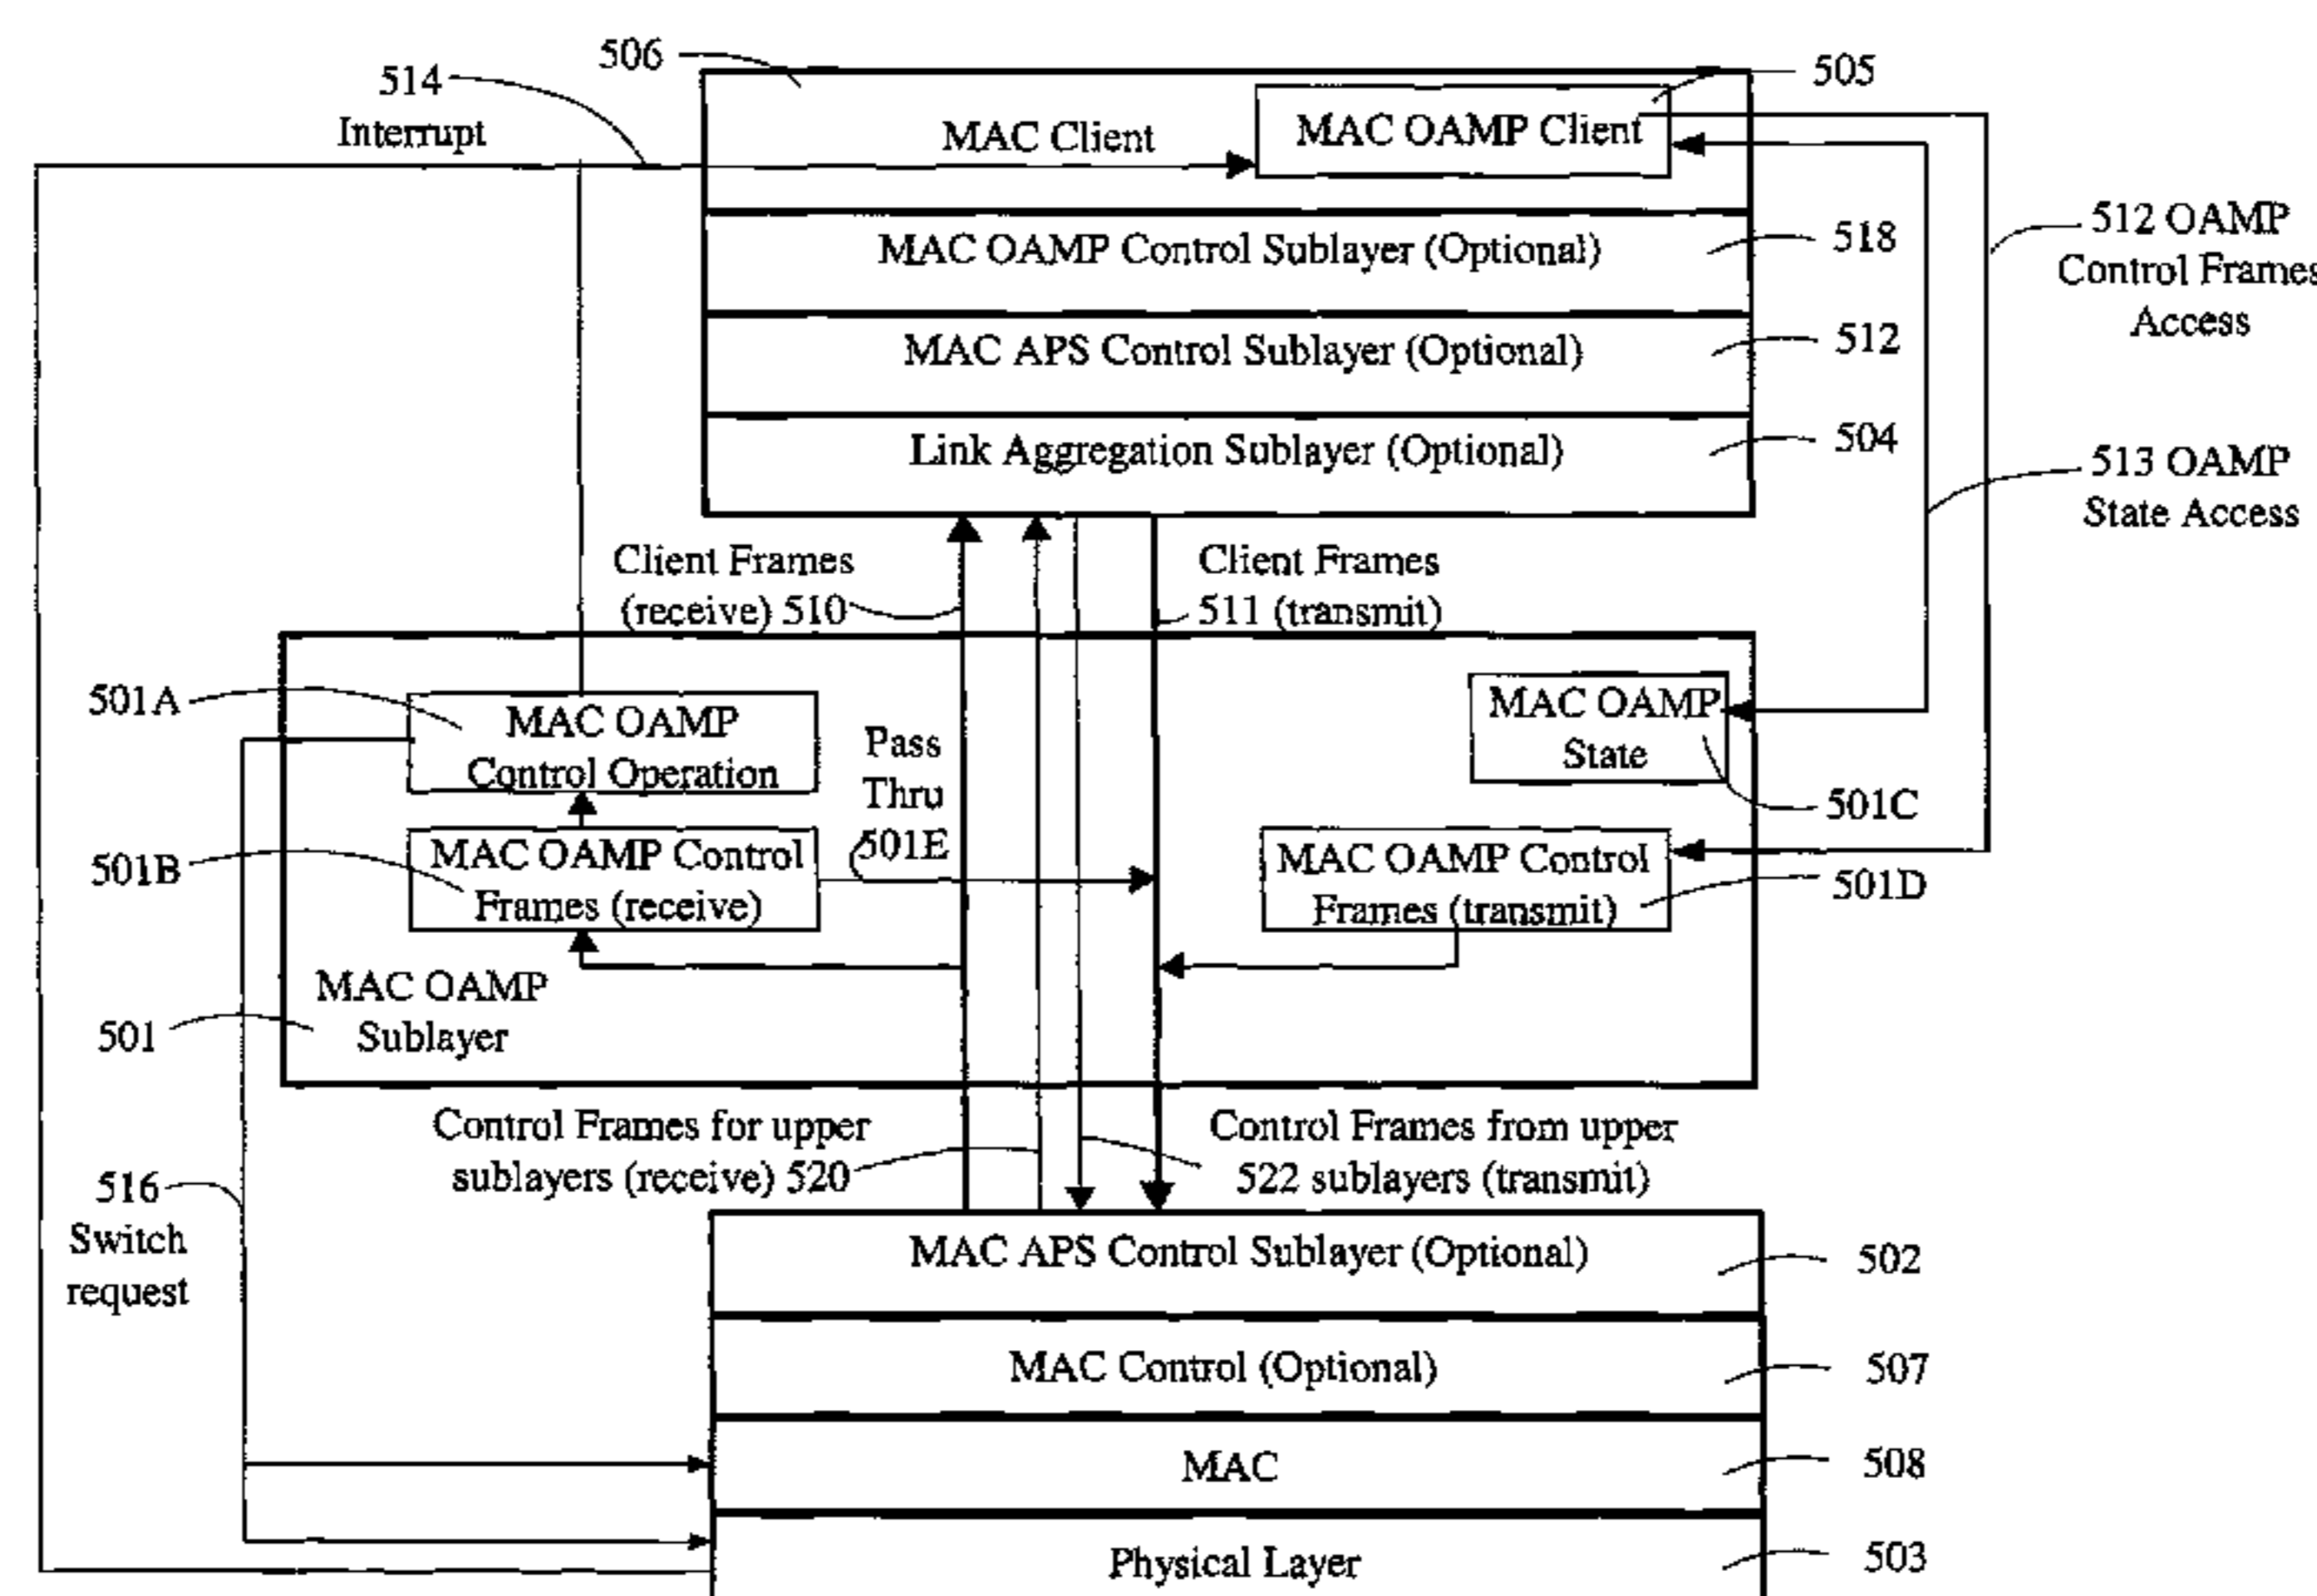 506
505
514
Interrupt
MAC Client
MAC OAMP Client
MAC OAMP Control Sublayer (Optional)
518
512 OAMP
Control Frames
Access
MAC APS Control Sublayer (Optional)
512
Link Aggregation Sublayer (Optional)
504
513 OAMP
State Access
Client Frames
(receive) 510
Client Frames
511 (transmit)
501A
MAC OAMP
Control Operation
Pass
Thru
501E
MAC OAMP
State
501C
501B
MAC OAMP Control
Frames (receive)
MAC OAMP Control
Frames (transmit)
501D
MAC OAMP
Sublayer
501
Control Frames for upper
sublayers (receive) 520
Control Frames from upper
522 sublayers (transmit)
516
Switch
request
MAC APS Control Sublayer (Optional)
502
MAC Control (Optional)
507
MAC
508
Physical Layer
503